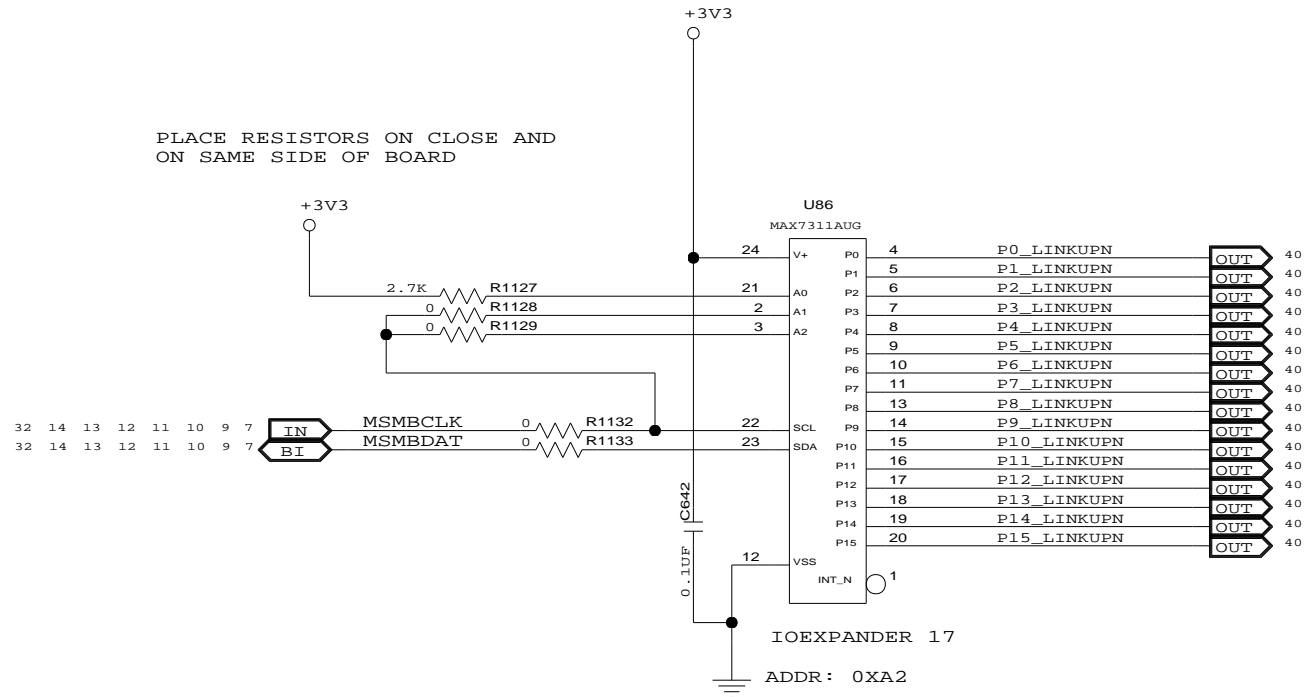 +3V3
PLACE RESISTORS ON CLOSE AND
ON SAME SIDE OF BOARD
+3V3
U86
MAX7311AUG
24 V+ P0 4 P0_LINKUPN OUT 40
P1 5 P1_LINKUPN OUT 40
2.7K R1127 21 A0 P2 6 P2_LINKUPN OUT 40
0 R1128 2 A1 P3 7 P3_LINKUPN OUT 40
0 R1129 3 A2 P4 8 P4_LINKUPN OUT 40
P5 9 P5_LINKUPN OUT 40
P6 10 P6_LINKUPN OUT 40
P7 11 P7_LINKUPN OUT 40
P8 13 P8_LINKUPN OUT 40
32 14 13 12 11 10 9 7 IN MSMBCLK 0 R1132 22 SCL P9 14 P9_LINKUPN OUT 40
32 14 13 12 11 10 9 7 BI MSMBDAT 0 R1133 23 SDA P10 15 P10_LINKUPN OUT 40
P11 16 P11_LINKUPN OUT 40
P12 17 P12_LINKUPN OUT 40
P13 18 P13_LINKUPN OUT 40
C642 P14 19 P14_LINKUPN OUT 40
P15 20 P15_LINKUPN OUT 40
0.1UF 12 VSS
INT_N 1
IOEXPANDER 17
ADDR: 0XA2